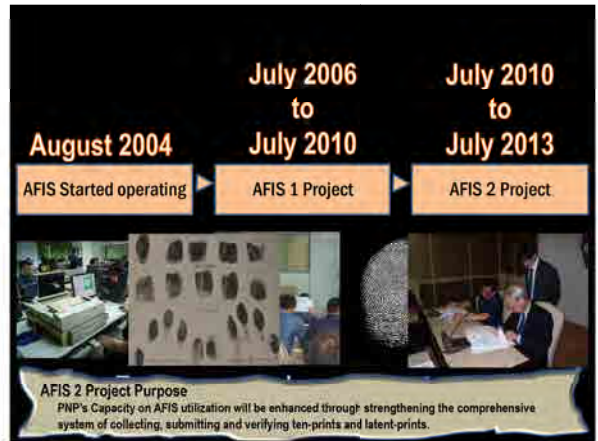 August 2004
AFIS Started operating
July 2006
to
July 2010
AFIS 1 Project
July 2010
to
July 2013
AFIS 2 Project
AFIS 2 Project Purpose
PNP's Capacity on AFIS utilization will be enhanced through strengthening the comprehensive
system of collecting, submitting and verifying ten-prints and latent-prints.